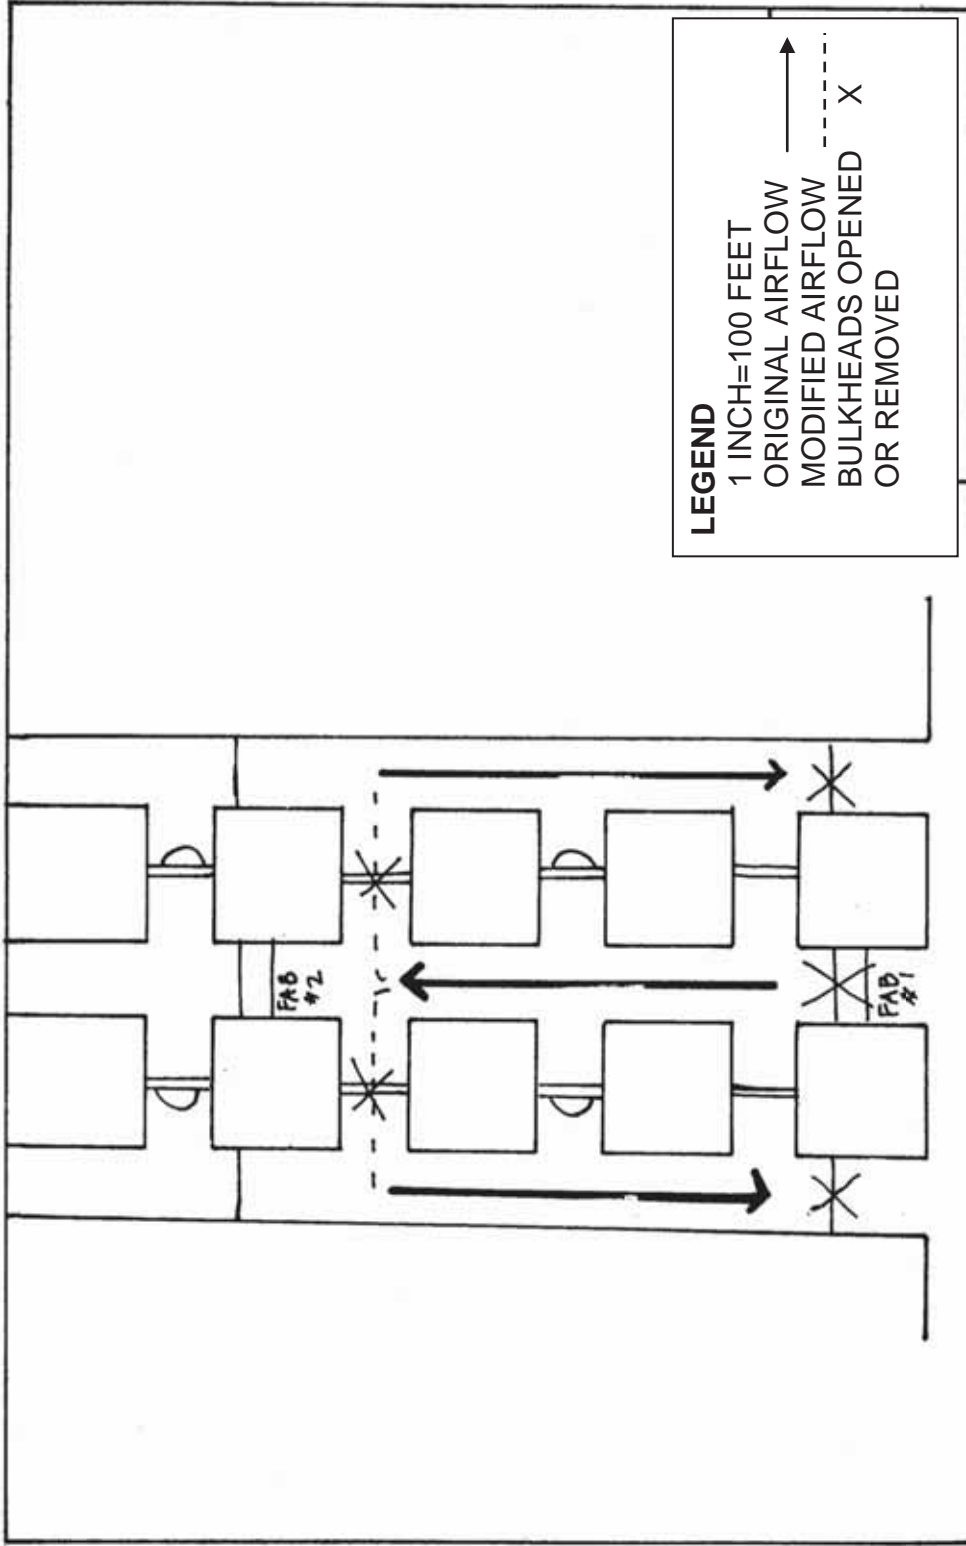 FAB
#2
FAB
#1
LEGEND
1 INCH=100 FEET
ORIGINAL AIRFLOW
MODIFIED AIRFLOW
BULKHEADS OPENED X
OR REMOVED